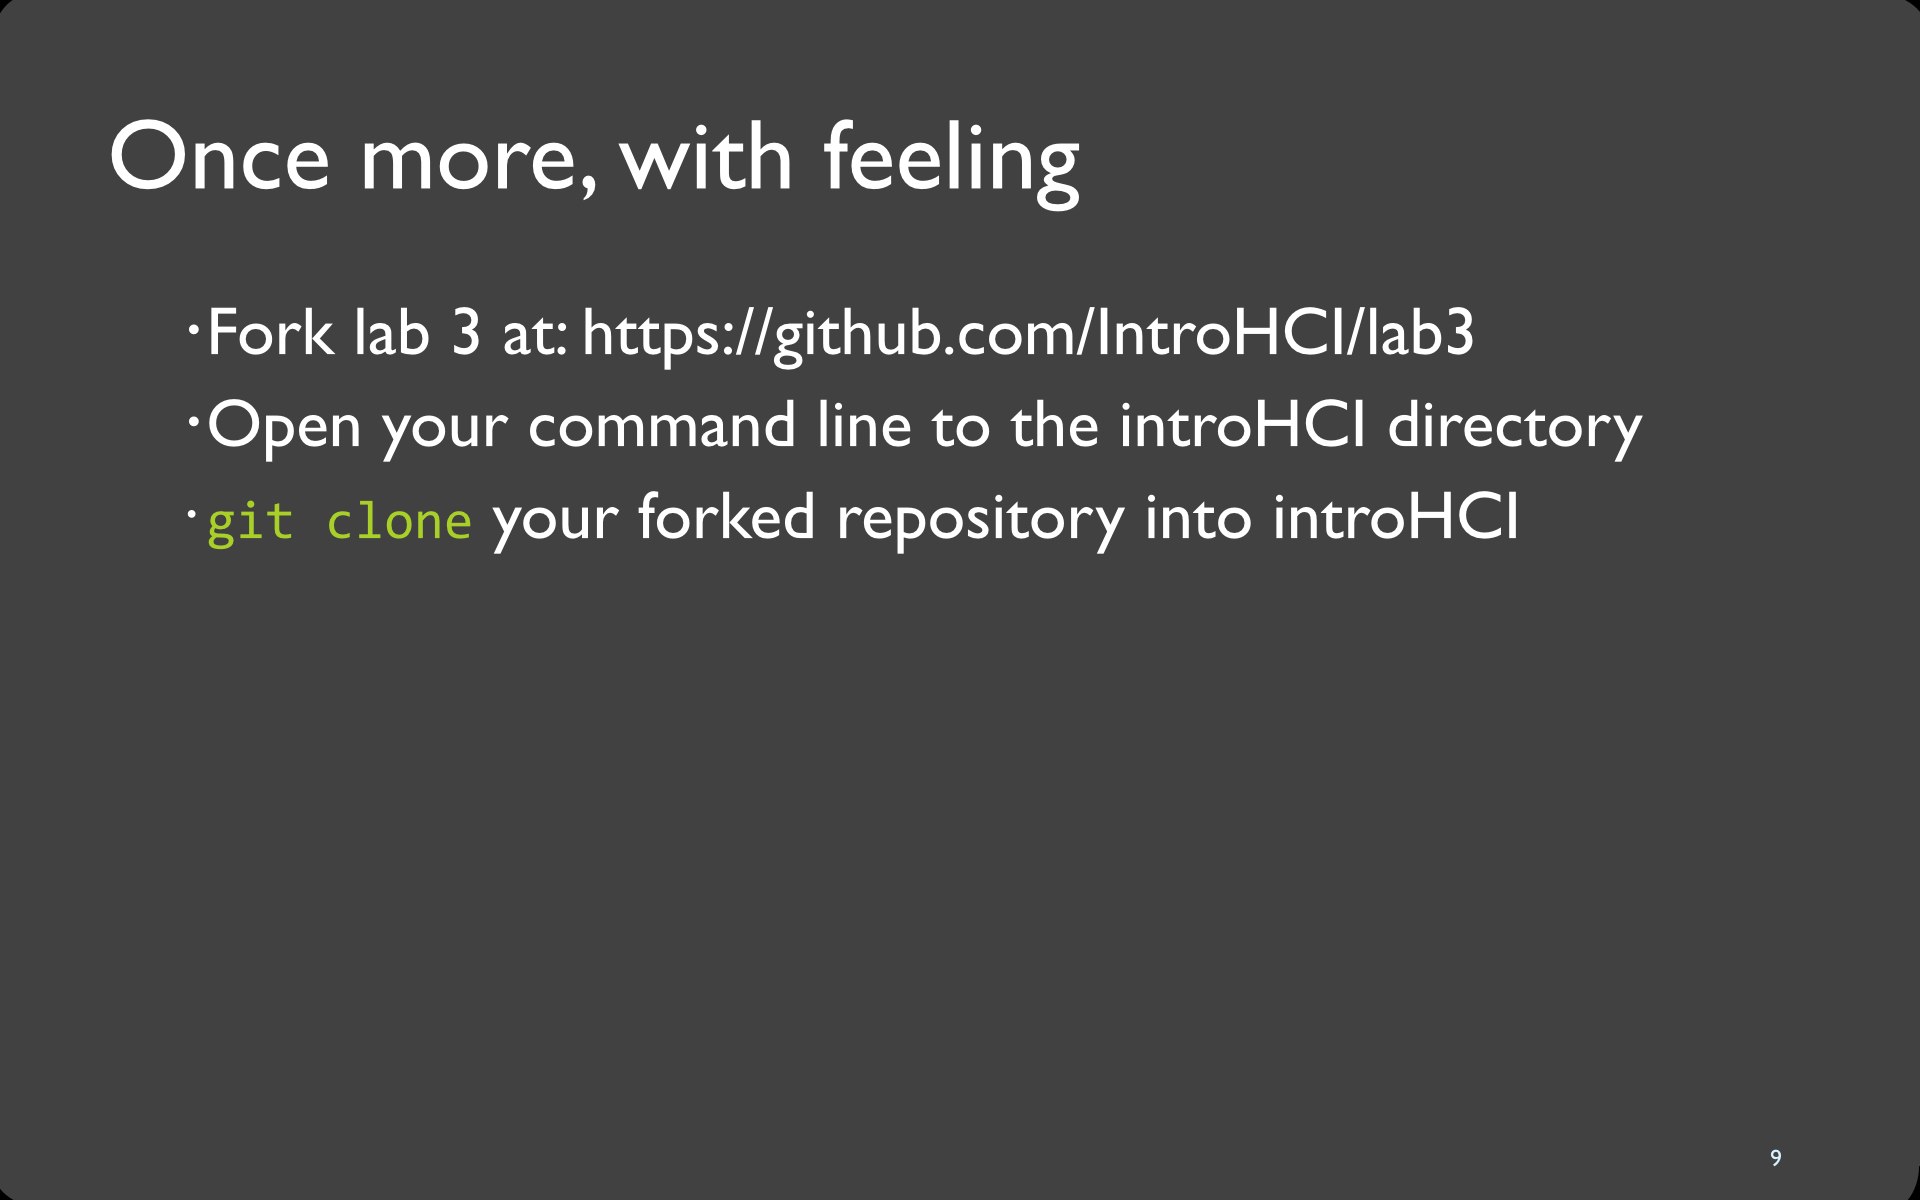 Once more, with feeling
•Fork lab 3 at: https://github.com/IntroHCI/lab3
•Open your command line to the introHCI directory
•git clone your forked repository into introHCI
9